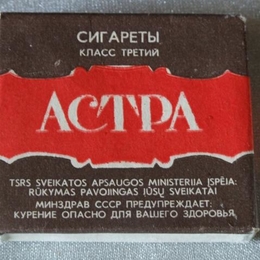 СИГАРЕТЫ
КЛАСС ТРЕТИЙ
АСТРА
TSRS SVEIKATOS APSAUGOS MINISTERIJA ĮSPĖJA:
RŪKYMAS PAVOJINGAS JŪSŲ SVEIKATAI
МИНЗДРАВ СССР ПРЕДУПРЕЖДАЕТ:
КУРЕНИЕ ОПАСНО ДЛЯ ВАШЕГО ЗДОРОВЬЯ